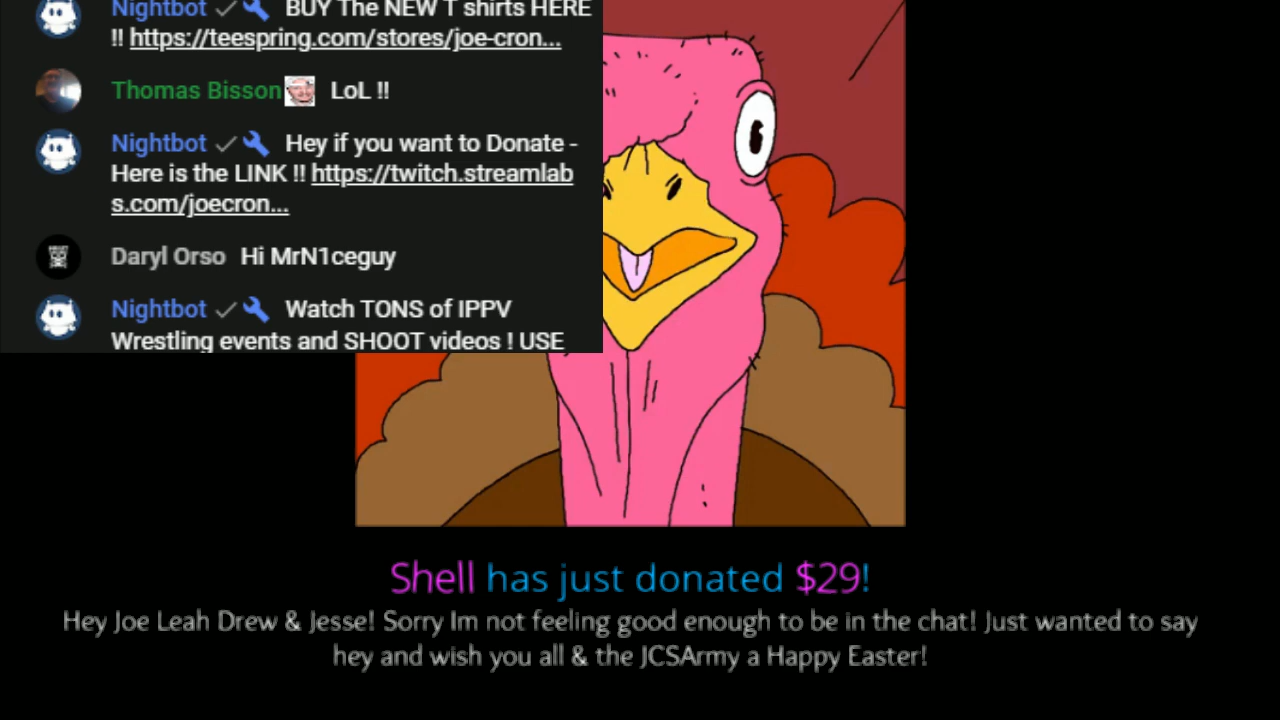 Nightbot BUY The NEW T shirts HERE
!! https://teespring.com/stores/joe-cron...
Thomas Bisson LoL !!
Nightbot Hey if you want to Donate -
Here is the LINK !! https://twitch.streamlab
s.com/joecron...
Daryl Orso Hi MrN1ceguy
Nightbot Watch TONS of IPPV
Wrestling events and SHOOT videos ! USE
Shell has just donated $29!
Hey Joe Leah Drew & Jesse! Sorry Im not feeling good enough to be in the chat! Just wanted to say
hey and wish you all & the JCSArmy a Happy Easter!